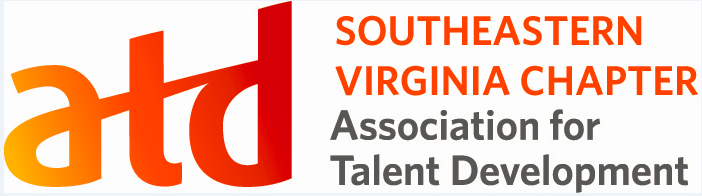 atd
SOUTHEASTERN
VIRGINIA CHAPTER
Association for
Talent Development